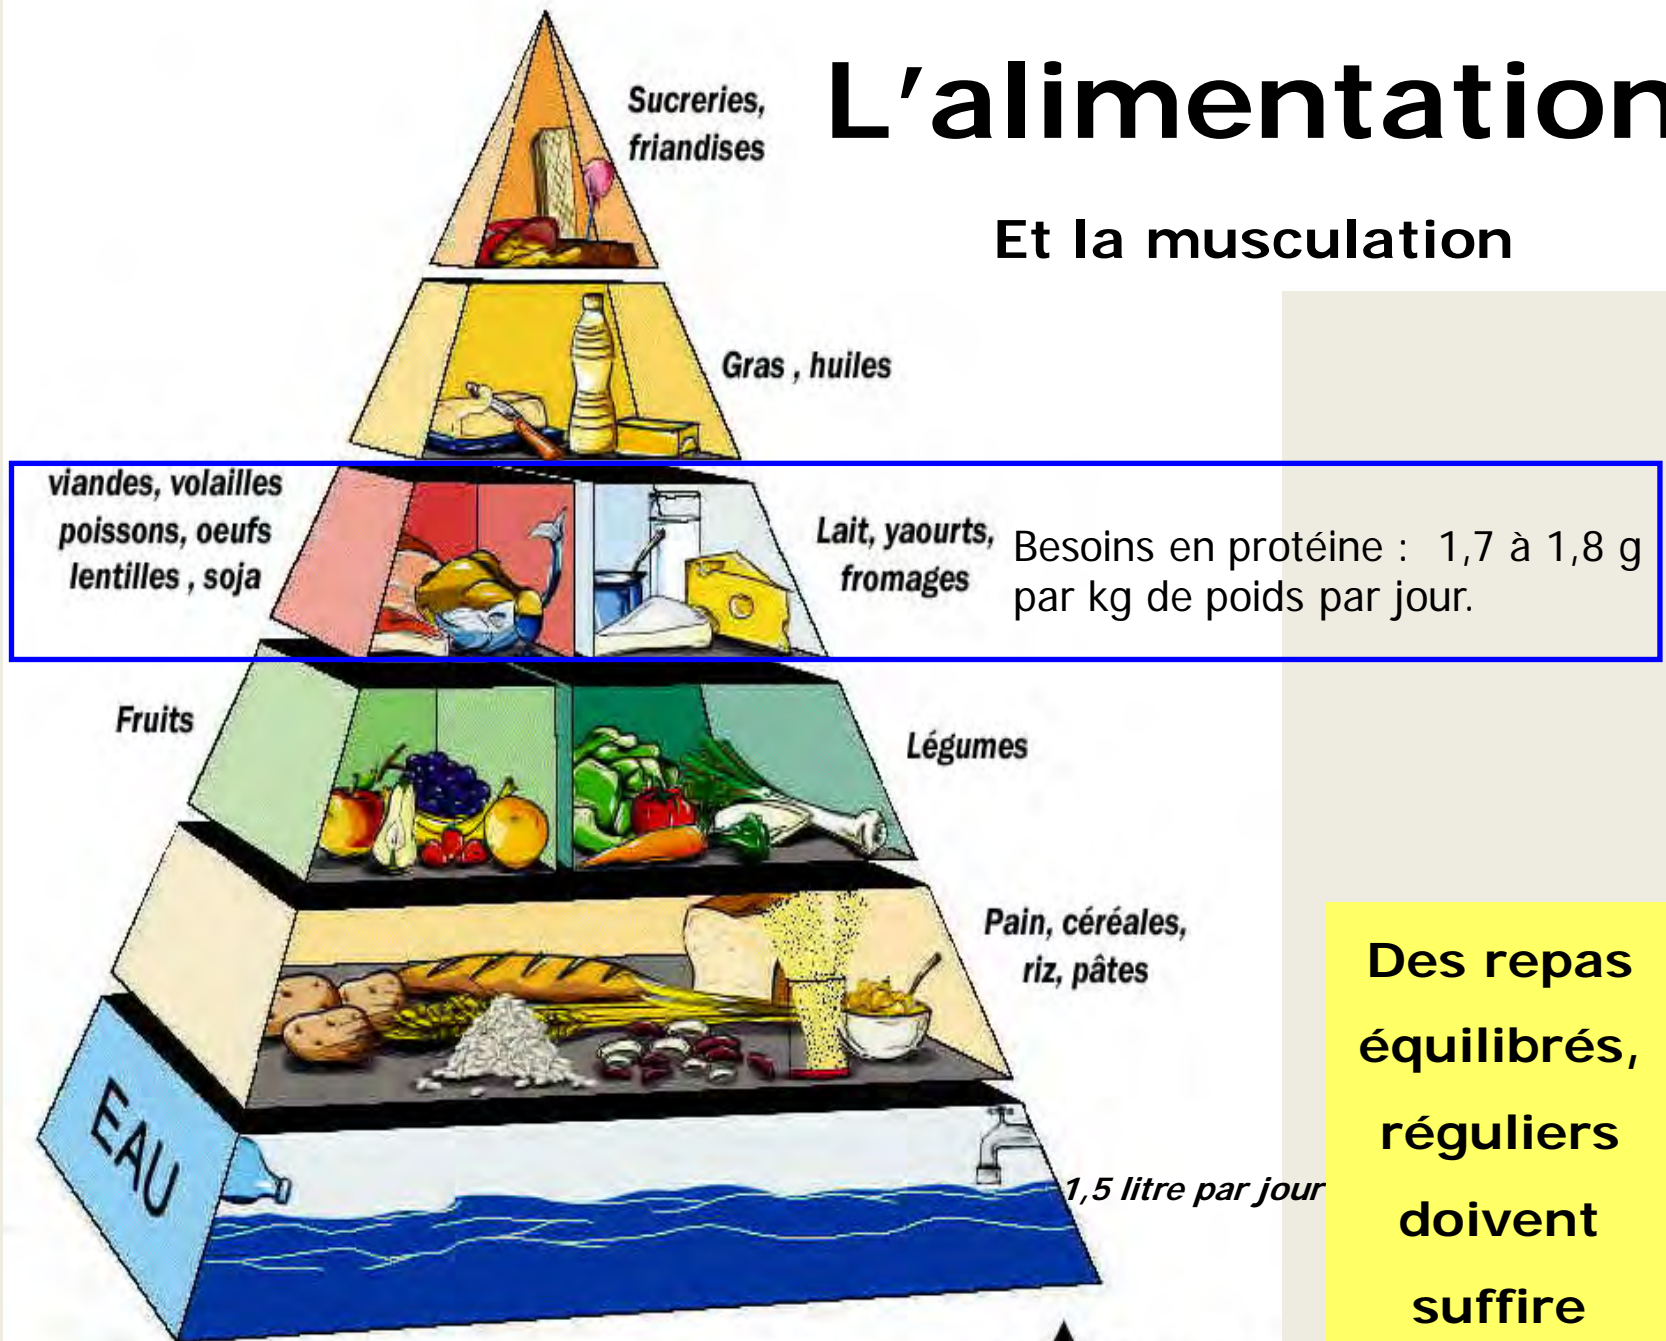 L'alimentation
Et la musculation
Sucreries,
friandises
Gras , huiles
viandes, volailles
poissons, oeufs
lentilles , soja
Lait, yaourts,
fromages
Besoins en protéine : 1,7 à 1,8 g
par kg de poids par jour.
Fruits
Légumes
Pain, céréales,
riz, pâtes
EAU
1,5 litre par jour
Des repas
équilibrés,
réguliers
doivent
suffire